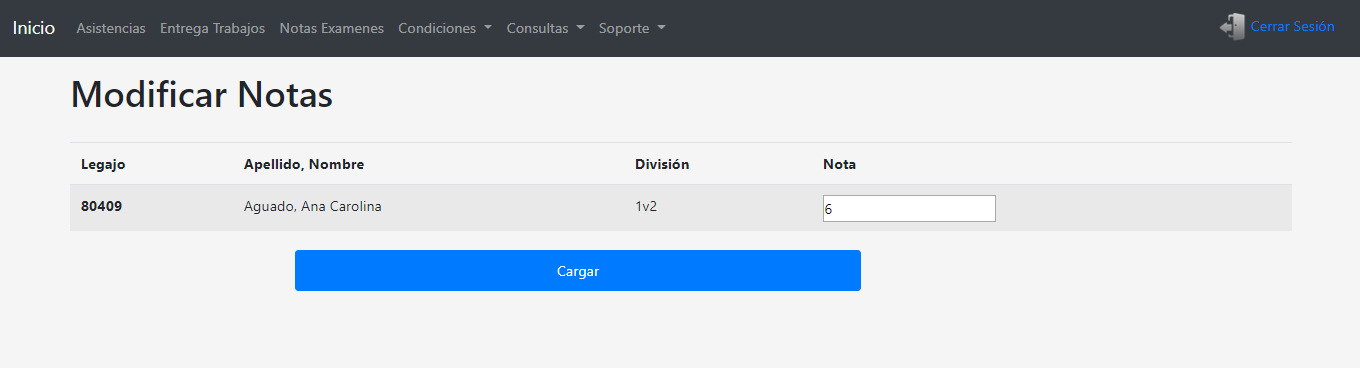 Inicio Asistencias Entrega Trabajos Notas Examenes Condiciones Consultas Soporte Cerrar Sesión
Modificar Notas
Legajo Apellido, Nombre División Nota
80409 Aguado, Ana Carolina 1v2 6
Cargar